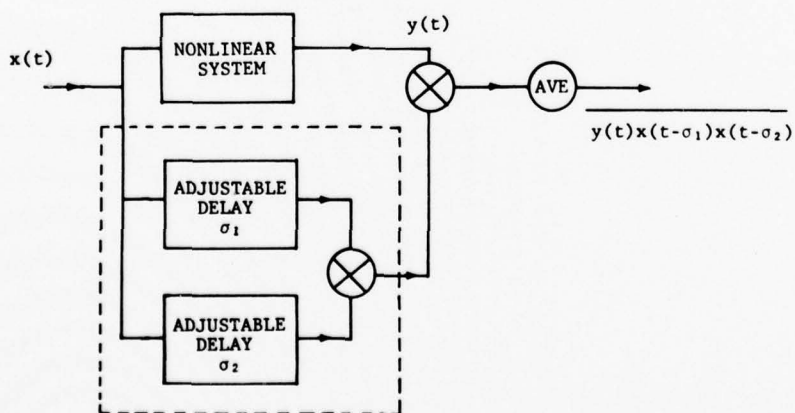 y(t)
x(t)
NONLINEAR
SYSTEM
AVE
y(t)x(t-σ₁)x(t-σ₂)
ADJUSTABLE
DELAY
σ₁
ADJUSTABLE
DELAY
σ₂